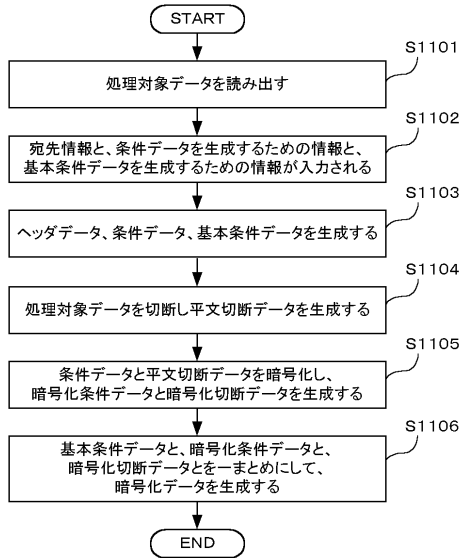 START
S1101
処理対象データを読み出す
S1102
宛先情報と、条件データを生成するための情報と、
基本条件データを生成するための情報が入力される
S1103
ヘッダデータ、条件データ、基本条件データを生成する
S1104
処理対象データを切断し平文切断データを生成する
S1105
条件データと平文切断データを暗号化し、
暗号化条件データと暗号化切断データを生成する
S1106
基本条件データと、暗号化条件データと、
暗号化切断データとを一まとめにして、
暗号化データを生成する
END